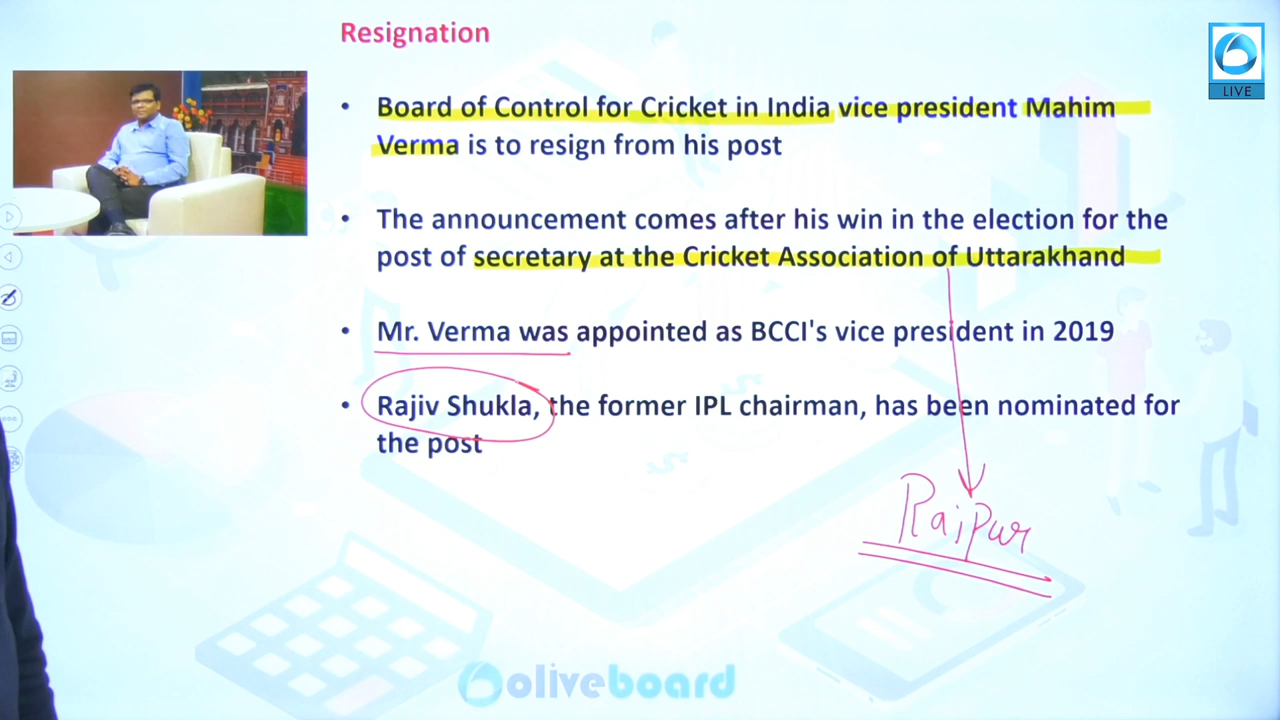 Resignation
LIVE
• Board of Control for Cricket in India vice president Mahim
Verma is to resign from his post
• The announcement comes after his win in the election for the
post of secretary at the Cricket Association of Uttarakhand
• Mr. Verma was appointed as BCCI's vice president in 2019
• Rajiv Shukla, the former IPL chairman, has been nominated for
the post
Raipur
oliveboard